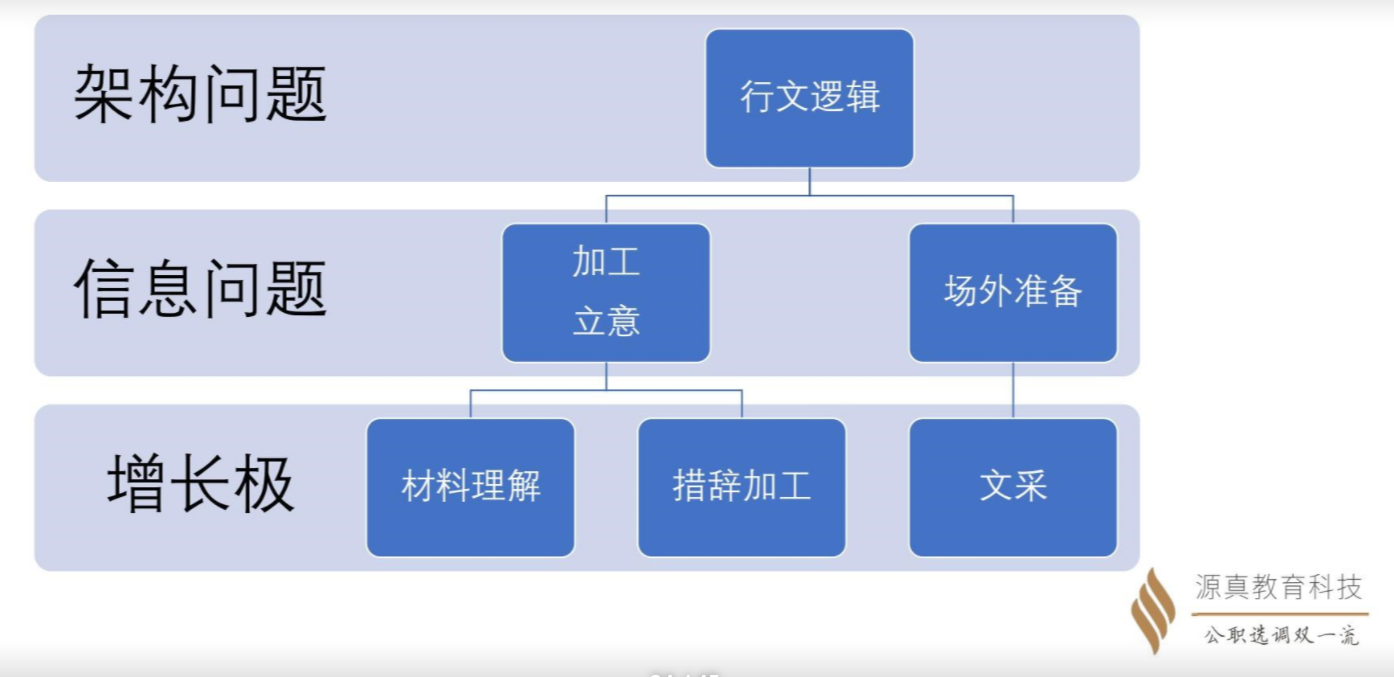 架构问题
行文逻辑
信息问题
加工
立意
场外准备
增长极
材料理解
措辞加工
文采
源真教育科技
公职选调双一流